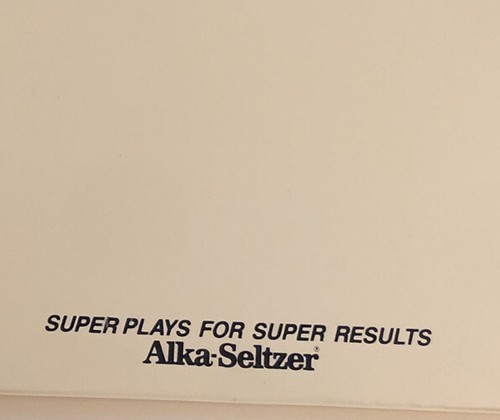 SUPER PLAYS FOR SUPER RESULTS
Alka-Seltzer®